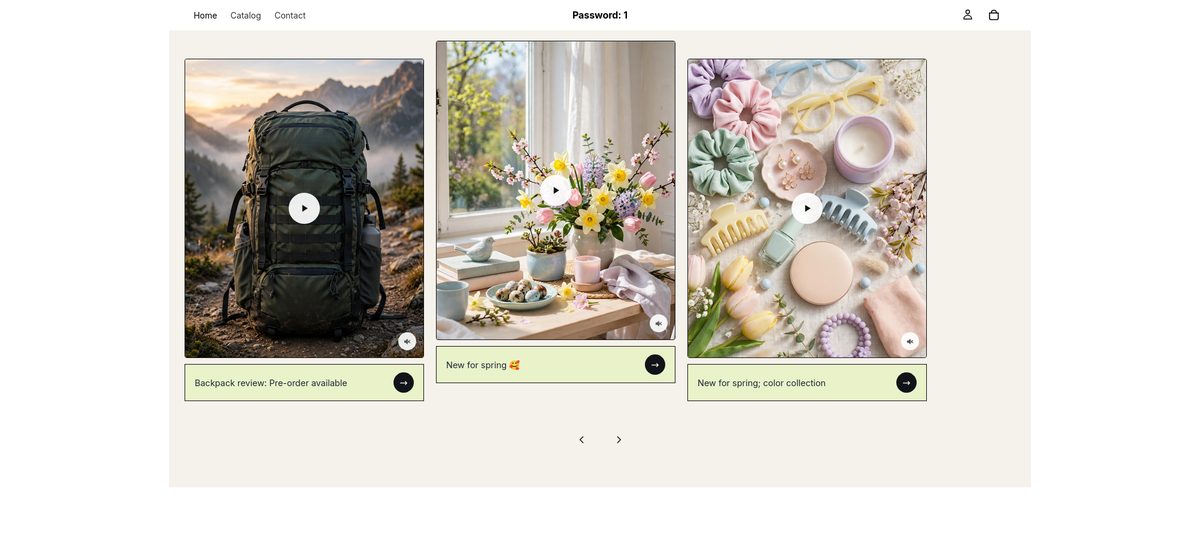 Home Catalog Contact
Password: 1
Backpack review: Pre-order available
New for spring 🥰
New for spring; color collection